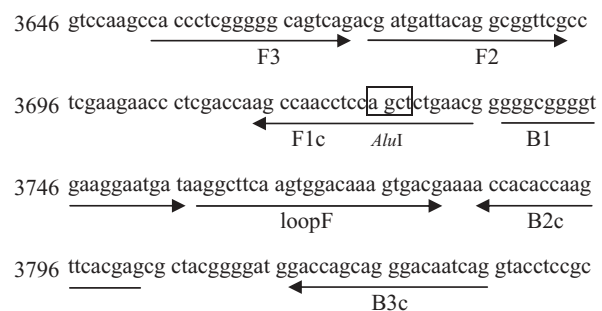 3646 gtccaagcca ccctcggggg cagtcagacg atgattacag gcggttcgcc
F3 F2
3696 tcgaagaacc ctcgaccaag ccaacctcca gctctgaacg ggggcggggt
F1c AluI B1
3746 gaaggaatga taaggcttca agtggacaaa gtgacgaaaa ccacaccaag
loopF B2c
3796 ttcacgagcg ctacggggat ggaccagcag ggacaatcag gtacctccgc
B3c